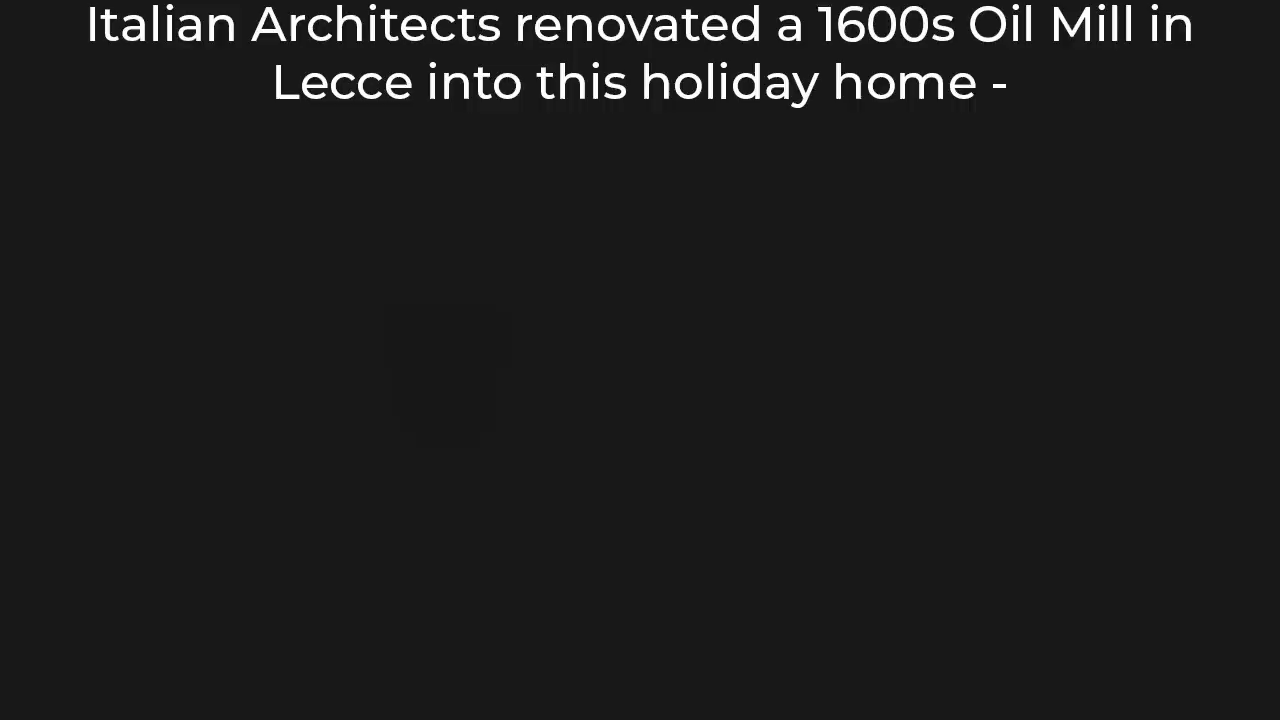 Italian Architects renovated a 1600s Oil Mill in
Lecce into this holiday home -